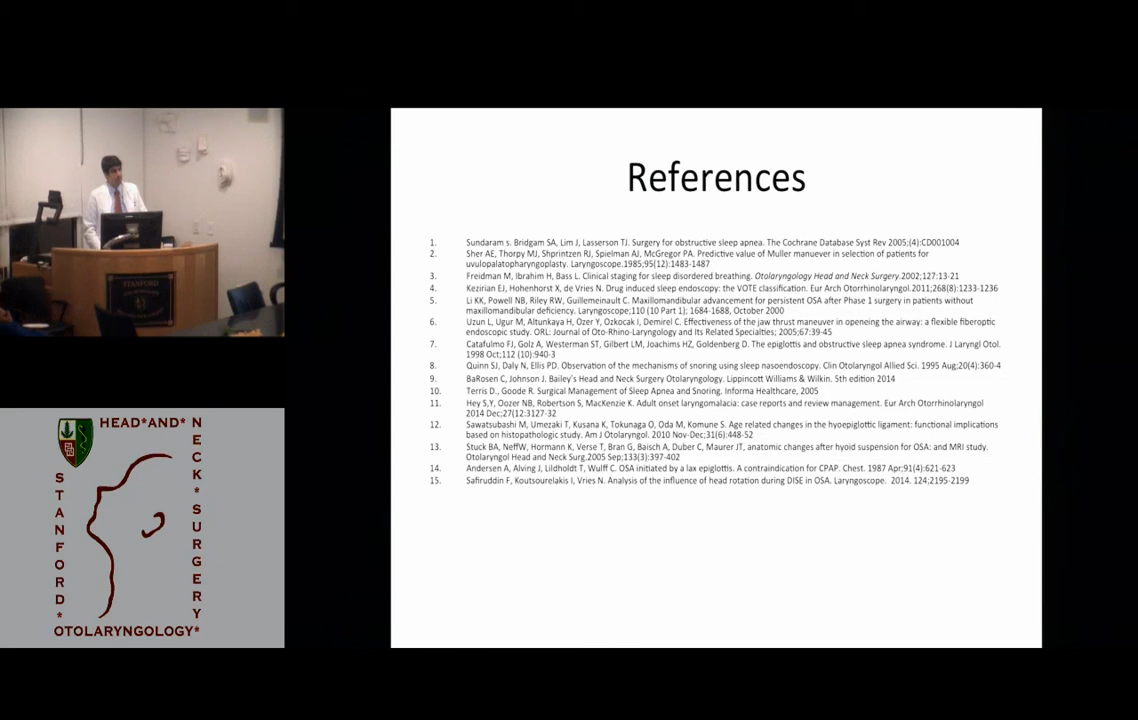 STANFORD
References
1. Sundaram s. Bridgam SA, Lim J, Lasserson TJ. Surgery for obstructive sleep apnea. The Cochrane Database Syst Rev 2005;(4):CD001004
2. Sher AE, Thorpy MJ, Shprintzen RJ, Spielman AJ, McGregor PA. Predictive value of Muller manuever in selection of patients for
uvulopalatopharyngoplasty. Laryngoscope.1985;95(12):1483-1487
3. Freidman M, Ibrahim H, Bass L. Clinical staging for sleep disordered breathing. Otolaryngology Head and Neck Surgery.2002;127:13-21
4. Kezirian EJ, Hohenhorst X, de Vries N. Drug induced sleep endoscopy: the VOTE classification. Eur Arch Otorrhinolaryngol.2011;268(8):1233-1236
5. Li KK, Powell NB, Riley RW, Guillemeinault C. Maxillomandibular advancement for persistent OSA after Phase 1 surgery in patients without
maxillomandibular deficiency. Laryngoscope;110 (10 Part 1); 1684-1688, October 2000
6. Uzun L, Ugur M, Altunkaya H, Ozer Y, Ozkocak i, Demirel C. Effectiveness of the jaw thrust maneuver in openeing the airway: a flexible fiberoptic
endoscopic study. ORL: Journal of Oto-Rhino-Laryngology and Its Related Specialties; 2005;67:39-45
7. Catafulmo FJ, Golz A, Westerman ST, Gilbert LM, Joachims HZ, Goldenberg D. The epiglottis and obstructive sleep apnea syndrome. J Laryngl Otol.
1998 Oct;112 (10):940-3
8. Quinn SJ, Daly N, Ellis PD. Observation of the mechanisms of snoring using sleep nasoendoscopy. Clin Otolaryngol Allied Sci. 1995 Aug;20(4):360-4
9. BaRosen C, Johnson J. Bailey's Head and Neck Surgery Otolaryngology. Lippincott Williams & Wilkin. 5th edition 2014
10. Terris D., Goode R. Surgical Management of Sleep Apnea and Snoring. Informa Healthcare, 2005
11. Hey S,Y, Oozer NB, Robertson S, MacKenzie K. Adult onset laryngomalacia: case reports and review management. Eur Arch Otorrhinolaryngol
2014 Dec;27(12:3127-32
12. Sawatsubashi M, Umezaki T, Kusana K, Tokunaga O, Oda M, Komune S. Age related changes in the hyoepiglottic ligament: functional implications
based on histopathologic study. Am J Otolaryngol. 2010 Nov-Dec;31(6):448-52
13. Stuck BA, NeffW, Hormann K, Verse T, Bran G, Baisch A, Duber C, Maurer JT, anatomic changes after hyoid suspension for OSA: and MRI study.
Otolaryngol Head and Neck Surg.2005 Sep;133(3):397-402
14. Andersen A, Alving J, Lildholdt T, Wulff C. OSA initiated by a lax epiglottis. A contraindication for CPAP. Chest. 1987 Apr;91(4):621-623
15. Safiruddin F, Koutsourelakis I, Vries N. Analysis of the influence of head rotation during DISE in OSA. Laryngoscope. 2014. 124;2195-2199
HEAD*AND*
NECK*SURGERY*
STANFORD*
OTOLARYNGOLOGY*